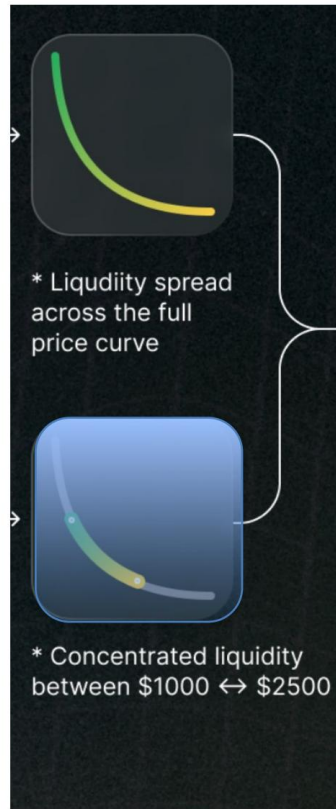 * Liqudiity spread
across the full
price curve
* Concentrated liquidity
between $1000 ↔ $2500